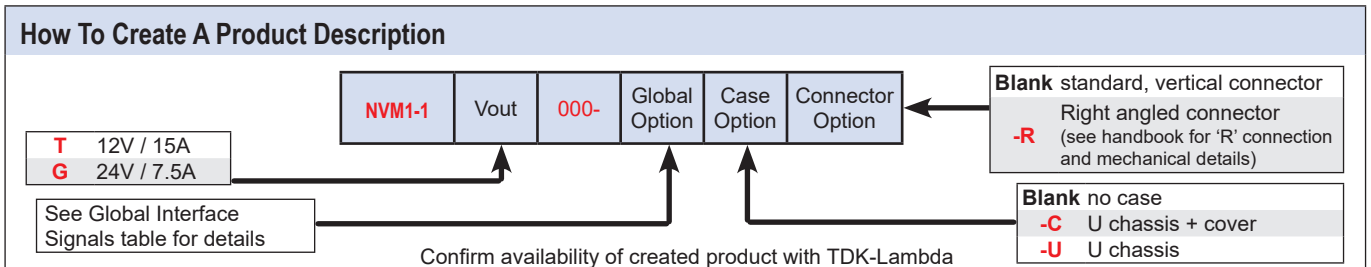 How To Create A Product Description
NVM1-1 Vout 000- Global Option Case Option Connector Option
T 12V / 15A
G 24V / 7.5A
See Global Interface
Signals table for details
Blank standard, vertical connector
-R Right angled connector
(see handbook for ‘R’ connection
and mechanical details)
Blank no case
-C U chassis + cover
-U U chassis
Confirm availability of created product with TDK-Lambda